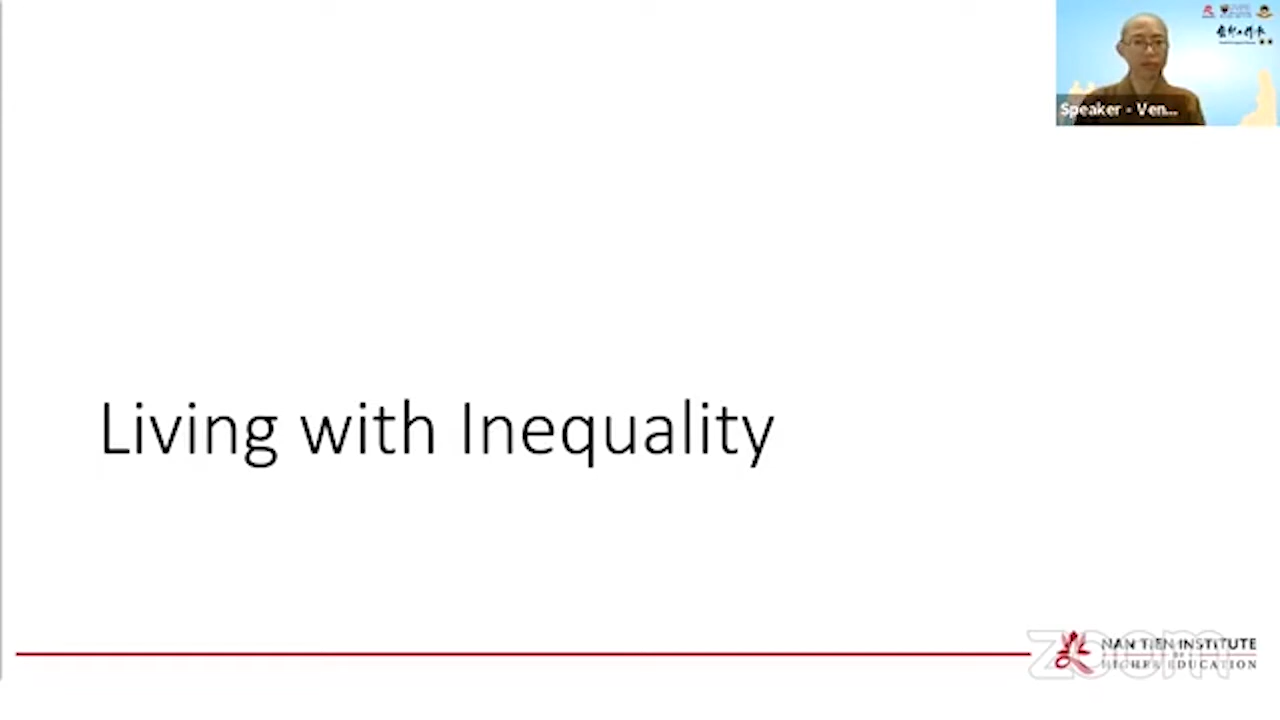 Speaker - Ven...
Living with Inequality
zoom
NAN TIEN INSTITUTE
HIGHER EDUCATION